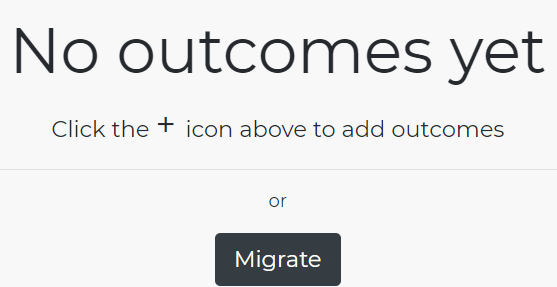 No outcomes yet
Click the + icon above to add outcomes
or
Migrate